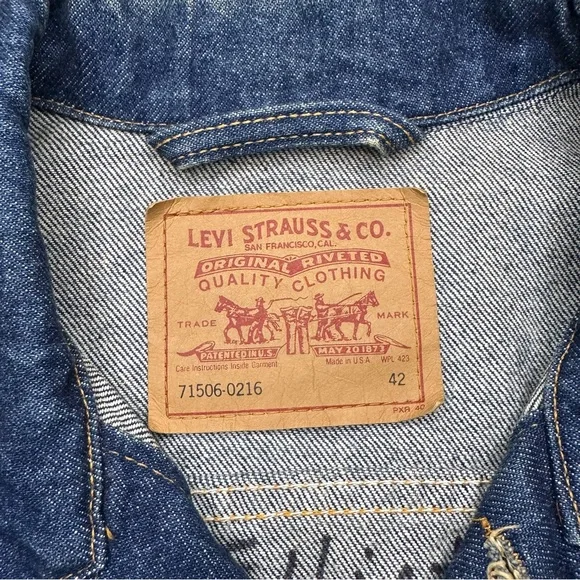 LEVI STRAUSS & CO.
SAN FRANCISCO, CAL.
ORIGINAL RIVETED
QUALITY CLOTHING
TRADE MARK
PATENTED IN U.S. MAY 20 1873
Care Instructions Inside Garment Made in U.S.A. WPL 423
71506-0216 42